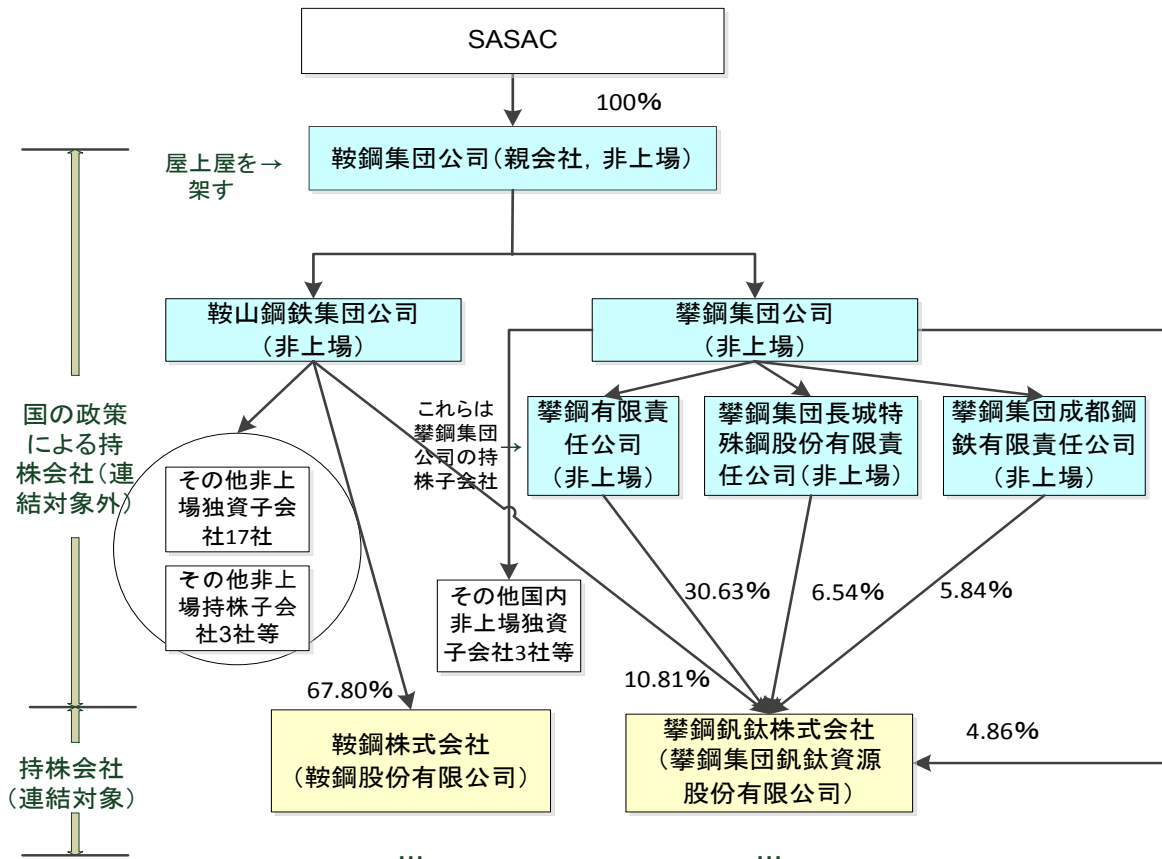 SASAC
100%
鞍鋼集団公司(親会社，非上場)
屋上屋を→
架す
鞍山鋼鉄集団公司
(非上場)
攀鋼集団公司
(非上場)
国の政策
による持
株会社(連
結対象外)
これらは
攀鋼集団
公司の持
株子会社
→
攀鋼有限責
任公司
(非上場)
攀鋼集団長城特
殊鋼股份有限責
任公司(非上場)
攀鋼集団成都鋼
鉄有限責任公司
(非上場)
その他非上
場独資子会
社17社
その他非上
場持株子会
社3社等
その他国内
非上場独資
子会社3社等
30.63%
6.54%
5.84%
67.80%
10.81%
4.86%
持株会社
(連結対象)
鞍鋼株式会社
(鞍鋼股份有限公司)
攀鋼釩鈦株式会社
(攀鋼集団釩鈦資源
股份有限公司)
…
…